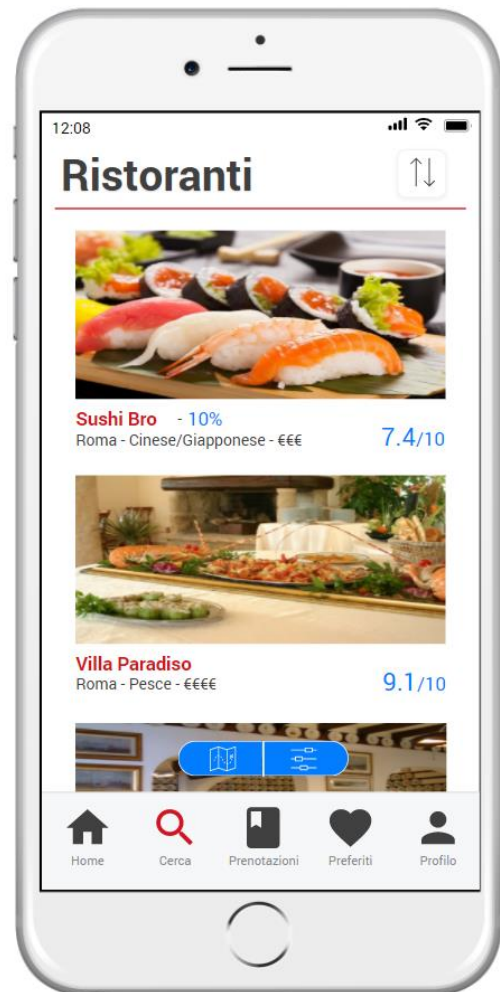 12:08
Ristoranti
Sushi Bro - 10%
Roma - Cinese/Giapponese - €€€
7.4/10
Villa Paradiso
Roma - Pesce - €€€€
9.1/10
Home Cerca Prenotazioni Preferiti Profilo